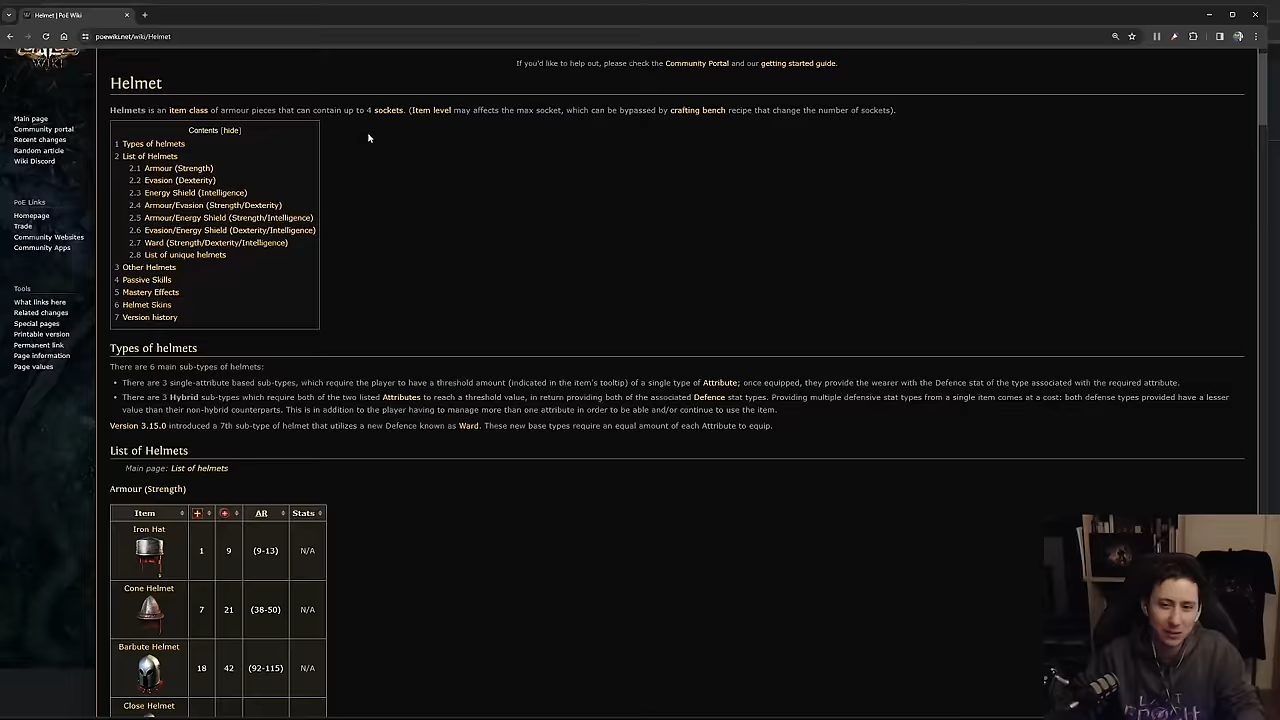 Helmet | PoE Wiki
poewiki.net/wiki/Helmet
WIKI
If you'd like to help out, please check the Community Portal and our getting started guide.
Helmet
Helmets is an item class of armour pieces that can contain up to 4 sockets. (Item level may affects the max socket, which can be bypassed by crafting bench recipe that change the number of sockets).
Main page
Community portal
Recent changes
Random article
Wiki Discord
PoE Links
Homepage
Trade
Community Websites
Community Apps
Tools
What links here
Related changes
Special pages
Printable version
Permanent link
Page information
Page values
Contents [hide]
1 Types of helmets
2 List of Helmets
2.1 Armour (Strength)
2.2 Evasion (Dexterity)
2.3 Energy Shield (Intelligence)
2.4 Armour/Evasion (Strength/Dexterity)
2.5 Armour/Energy Shield (Strength/Intelligence)
2.6 Evasion/Energy Shield (Dexterity/Intelligence)
2.7 Ward (Strength/Dexterity/Intelligence)
2.8 List of unique helmets
3 Other Helmets
4 Passive Skills
5 Mastery Effects
6 Helmet Skins
7 Version history
Types of helmets
There are 6 main sub-types of helmets:
• There are 3 single-attribute based sub-types, which require the player to have a threshold amount (indicated in the item's tooltip) of a single type of Attribute; once equipped, they provide the wearer with the Defence stat of the type associated with the required attribute.
• There are 3 Hybrid sub-types which require both of the two listed Attributes to reach a threshold value, in return providing both of the associated Defence stat types. Providing multiple defensive stat types from a single item comes at a cost: both defense types provided have a lesser
value than their non-hybrid counterparts. This is in addition to the player having to manage more than one attribute in order to be able and/or continue to use the item.
Version 3.15.0 introduced a 7th sub-type of helmet that utilizes a new Defence known as Ward. These new base types require an equal amount of each Attribute to equip.
List of Helmets
Main page: List of helmets
Armour (Strength)
Item AR Stats
Iron Hat
1 9 (9-13) N/A
Cone Helmet
7 21 (38-50) N/A
Barbute Helmet
18 42 (92-115) N/A
Close Helmet
LAST
EPOCH